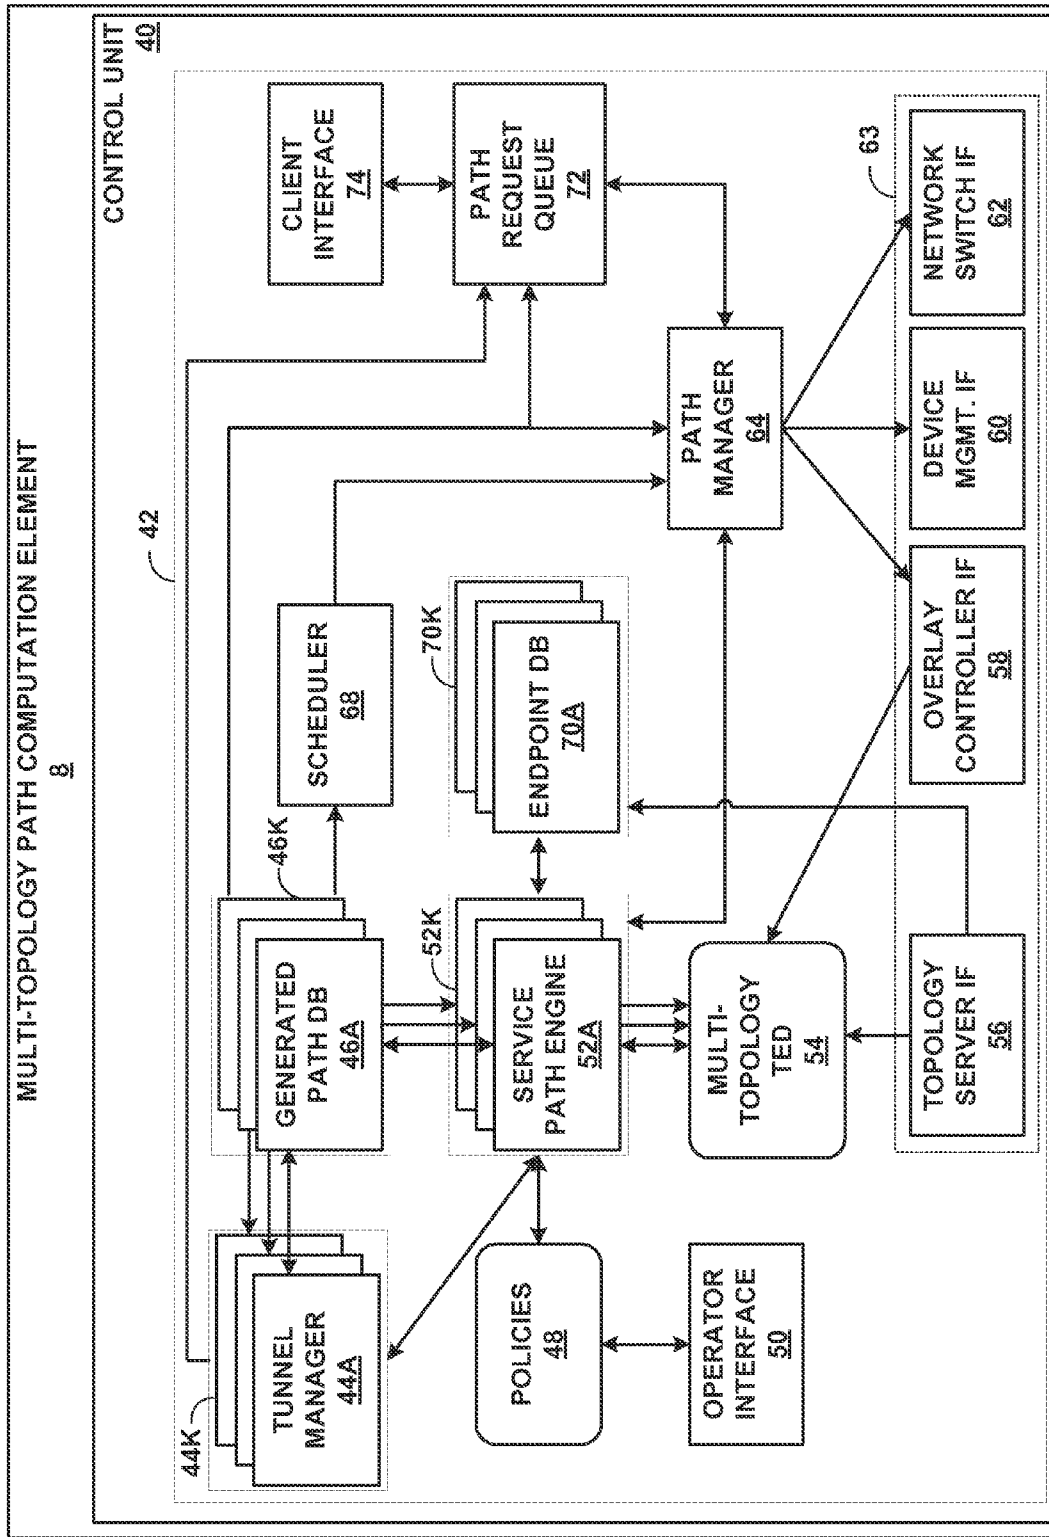 MULTI-TOPOLOGY PATH COMPUTATION ELEMENT
8
CONTROL UNIT
40
42
44K
TUNNEL
MANAGER
44A
46K
GENERATED
PATH DB
46A
SCHEDULER
68
CLIENT
INTERFACE
74
POLICIES
48
52K
SERVICE
PATH ENGINE
52A
70K
ENDPOINT DB
70A
PATH
REQUEST
QUEUE
72
OPERATOR
INTERFACE
50
MULTI-
TOPOLOGY
TED
54
PATH
MANAGER
64
63
TOPOLOGY
SERVER IF
56
OVERLAY
CONTROLLER IF
58
DEVICE
MGMT. IF
60
NETWORK
SWITCH IF
62